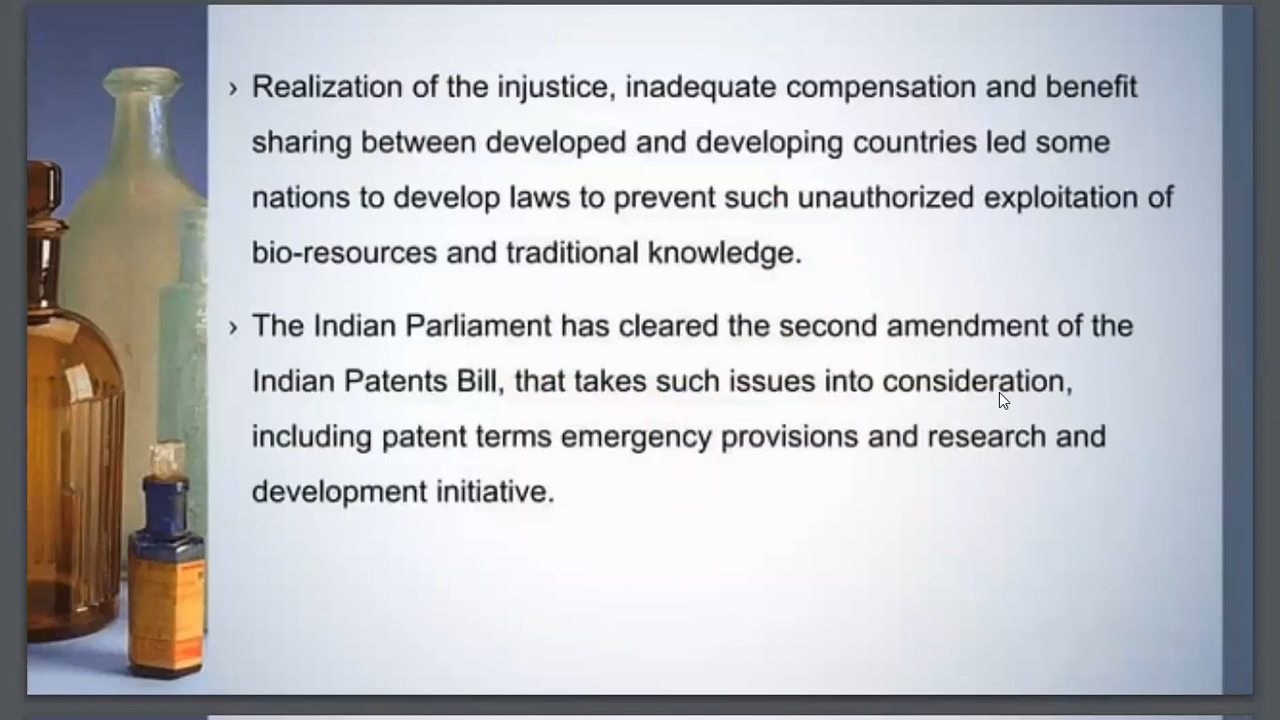 › Realization of the injustice, inadequate compensation and benefit
sharing between developed and developing countries led some
nations to develop laws to prevent such unauthorized exploitation of
bio-resources and traditional knowledge.
› The Indian Parliament has cleared the second amendment of the
Indian Patents Bill, that takes such issues into consideration,
including patent terms emergency provisions and research and
development initiative.